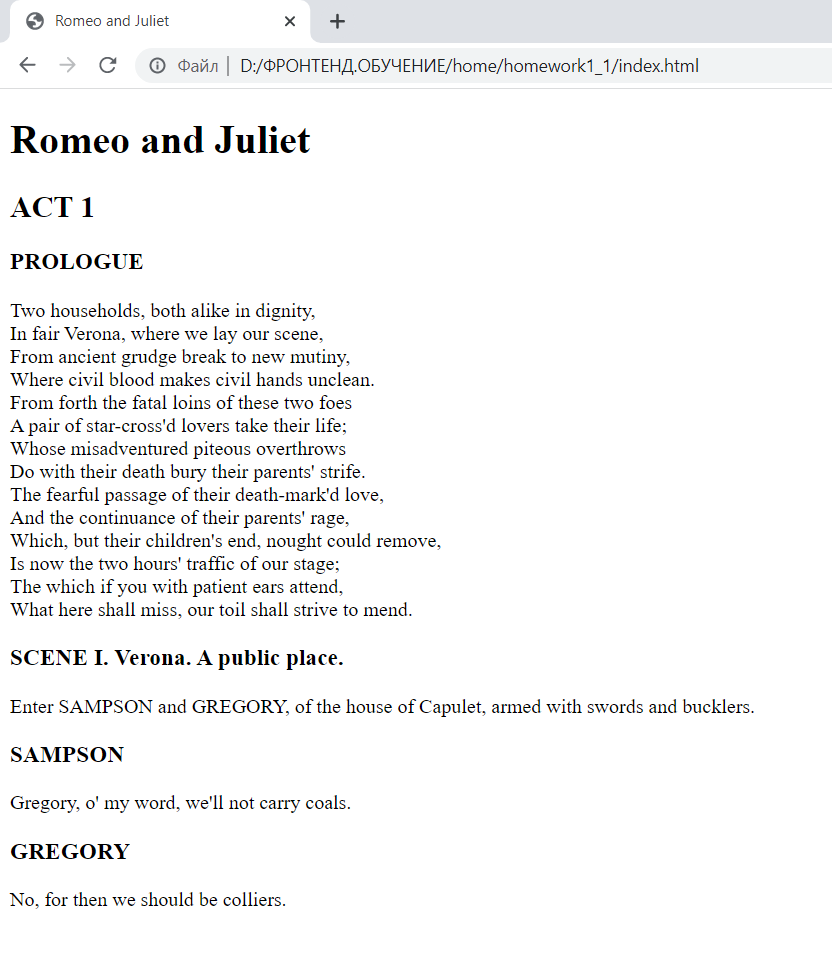 Romeo and Juliet
Файл | D:/ФРОНТЕНД.ОБУЧЕНИЕ/home/homework1_1/index.html
Romeo and Juliet
ACT 1
PROLOGUE
Two households, both alike in dignity,
In fair Verona, where we lay our scene,
From ancient grudge break to new mutiny,
Where civil blood makes civil hands unclean.
From forth the fatal loins of these two foes
A pair of star-cross'd lovers take their life;
Whose misadventured piteous overthrows
Do with their death bury their parents' strife.
The fearful passage of their death-mark'd love,
And the continuance of their parents' rage,
Which, but their children's end, nought could remove,
Is now the two hours' traffic of our stage;
The which if you with patient ears attend,
What here shall miss, our toil shall strive to mend.
SCENE I. Verona. A public place.
Enter SAMPSON and GREGORY, of the house of Capulet, armed with swords and bucklers.
SAMPSON
Gregory, o' my word, we'll not carry coals.
GREGORY
No, for then we should be colliers.